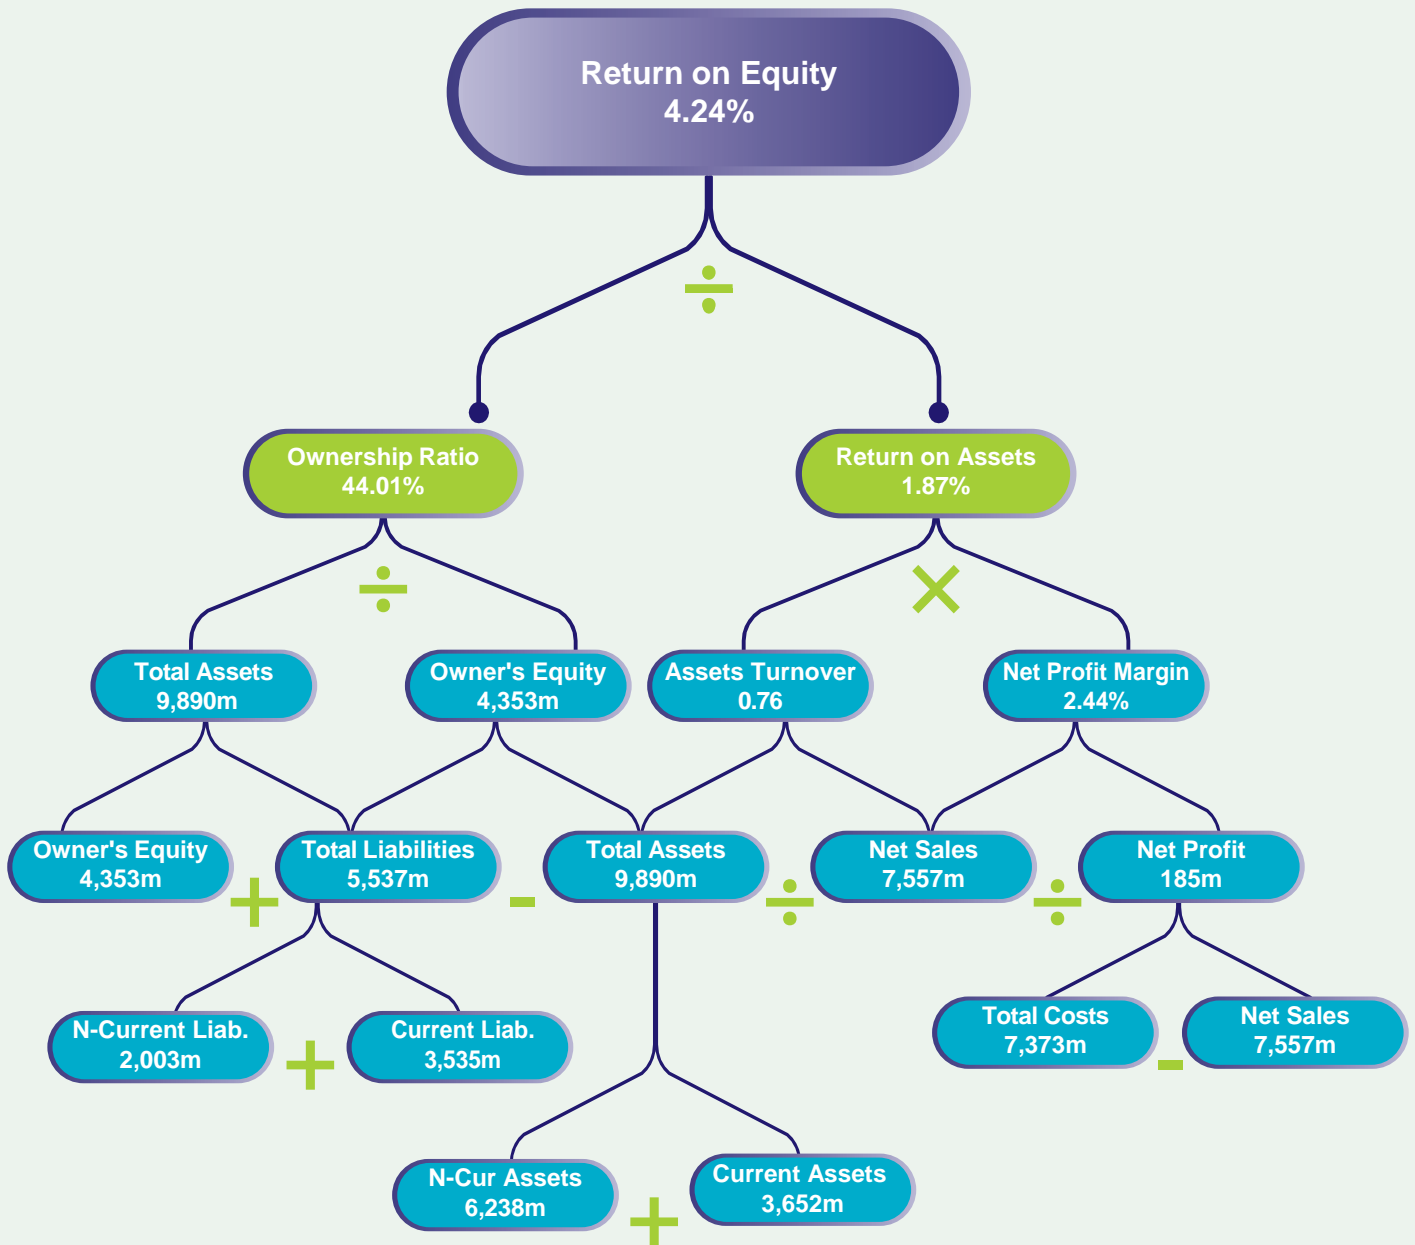 Return on Equity
4.24%
÷
Ownership Ratio
44.01%
Return on Assets
1.87%
÷
×
Total Assets
9,890m
Owner's Equity
4,353m
Assets Turnover
0.76
Net Profit Margin
2.44%
Owner's Equity
4,353m
+
Total Liabilities
5,537m
-
Total Assets
9,890m
÷
Net Sales
7,557m
÷
Net Profit
185m
N-Current Liab.
2,003m
+
Current Liab.
3,535m
Total Costs
7,373m
-
Net Sales
7,557m
N-Cur Assets
6,238m
+
Current Assets
3,652m